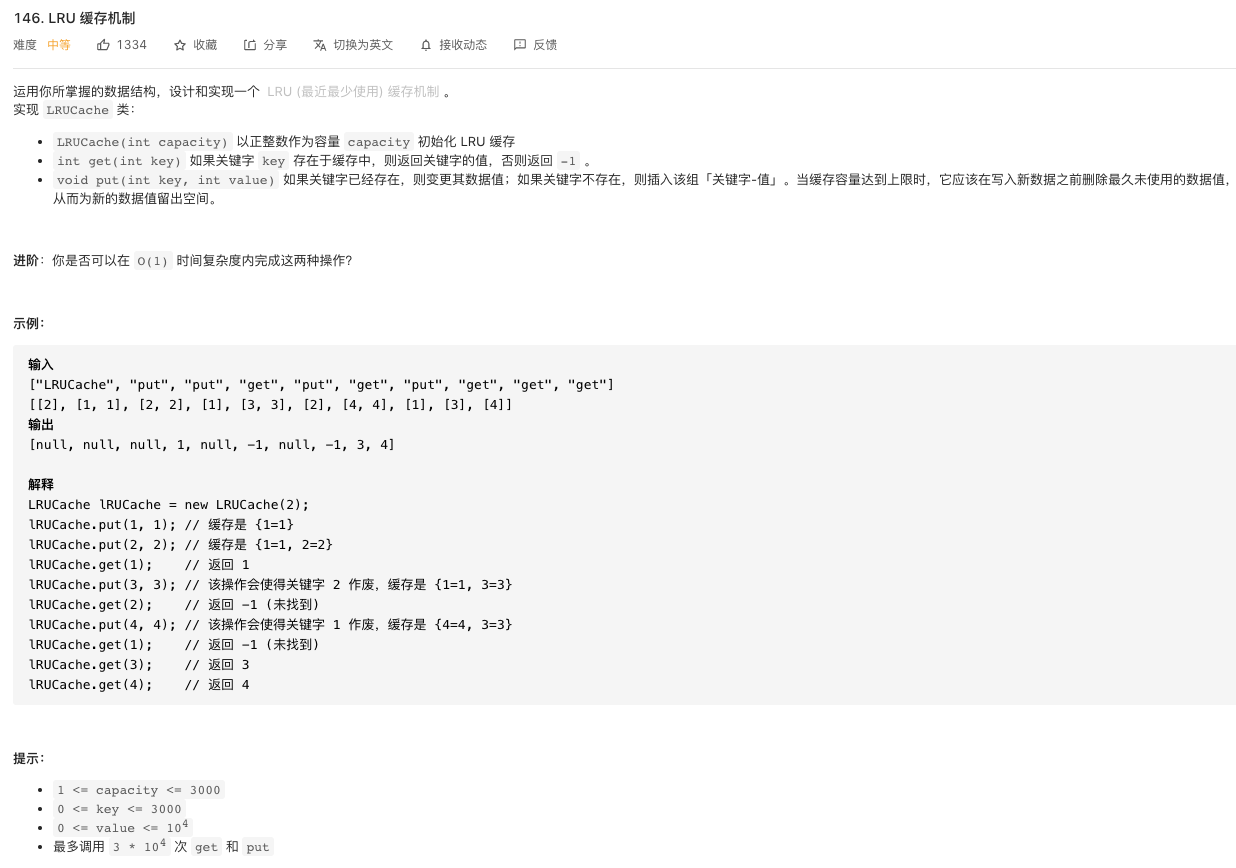 146. LRU 缓存机制
难度 中等 1334 收藏 分享 切换为英文 接收动态 反馈
运用你所掌握的数据结构，设计和实现一个 LRU (最近最少使用) 缓存机制 。
实现 LRUCache 类：
LRUCache(int capacity) 以正整数作为容量 capacity 初始化 LRU 缓存
int get(int key) 如果关键字 key 存在于缓存中，则返回关键字的值，否则返回 -1 。
void put(int key, int value) 如果关键字已经存在，则变更其数据值；如果关键字不存在，则插入该组「关键字-值」。当缓存容量达到上限时，它应该在写入新数据之前删除最久未使用的数据值，
从而为新的数据值留出空间。
进阶：你是否可以在 O(1) 时间复杂度内完成这两种操作？
示例：
输入
["LRUCache", "put", "put", "get", "put", "get", "put", "get", "get", "get"]
[[2], [1, 1], [2, 2], [1], [3, 3], [2], [4, 4], [1], [3], [4]]
输出
[null, null, null, 1, null, -1, null, -1, 3, 4]
解释
LRUCache lRUCache = new LRUCache(2);
lRUCache.put(1, 1); // 缓存是 {1=1}
lRUCache.put(2, 2); // 缓存是 {1=1, 2=2}
lRUCache.get(1);    // 返回 1
lRUCache.put(3, 3); // 该操作会使得关键字 2 作废，缓存是 {1=1, 3=3}
lRUCache.get(2);    // 返回 -1 (未找到)
lRUCache.put(4, 4); // 该操作会使得关键字 1 作废，缓存是 {4=4, 3=3}
lRUCache.get(1);    // 返回 -1 (未找到)
lRUCache.get(3);    // 返回 3
lRUCache.get(4);    // 返回 4
提示：
1 <= capacity <= 3000
0 <= key <= 3000
0 <= value <= 10⁴
最多调用 3 * 10⁴ 次 get 和 put